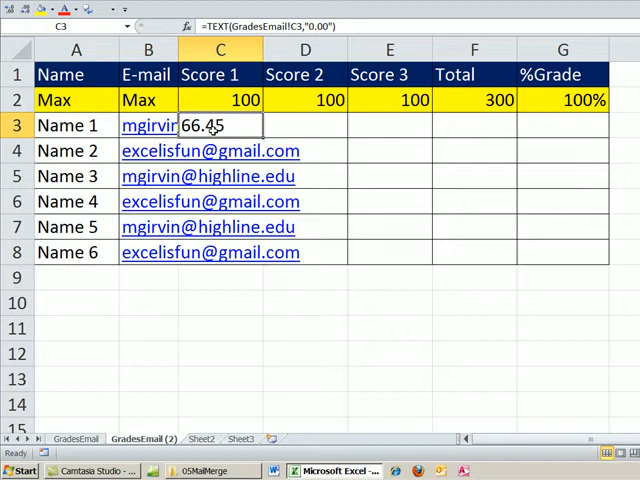 C3 fx =TEXT(GradesEmail!C3,"0.00")
A B C D E F G
1 Name E-mail Score 1 Score 2 Score 3 Total %Grade
2 Max Max 100 100 100 300 100%
3 Name 1 mgirvin 66.45
4 Name 2 excelisfun@gmail.com
5 Name 3 mgirvin@highline.edu
6 Name 4 excelisfun@gmail.com
7 Name 5 mgirvin@highline.edu
8 Name 6 excelisfun@gmail.com
9
10
11
12
13
14
15
GradesEmail GradesEmail (2) Sheet2 Sheet3
Ready
Start Camtasia Studio - ... 05MailMerge Microsoft Excel -...